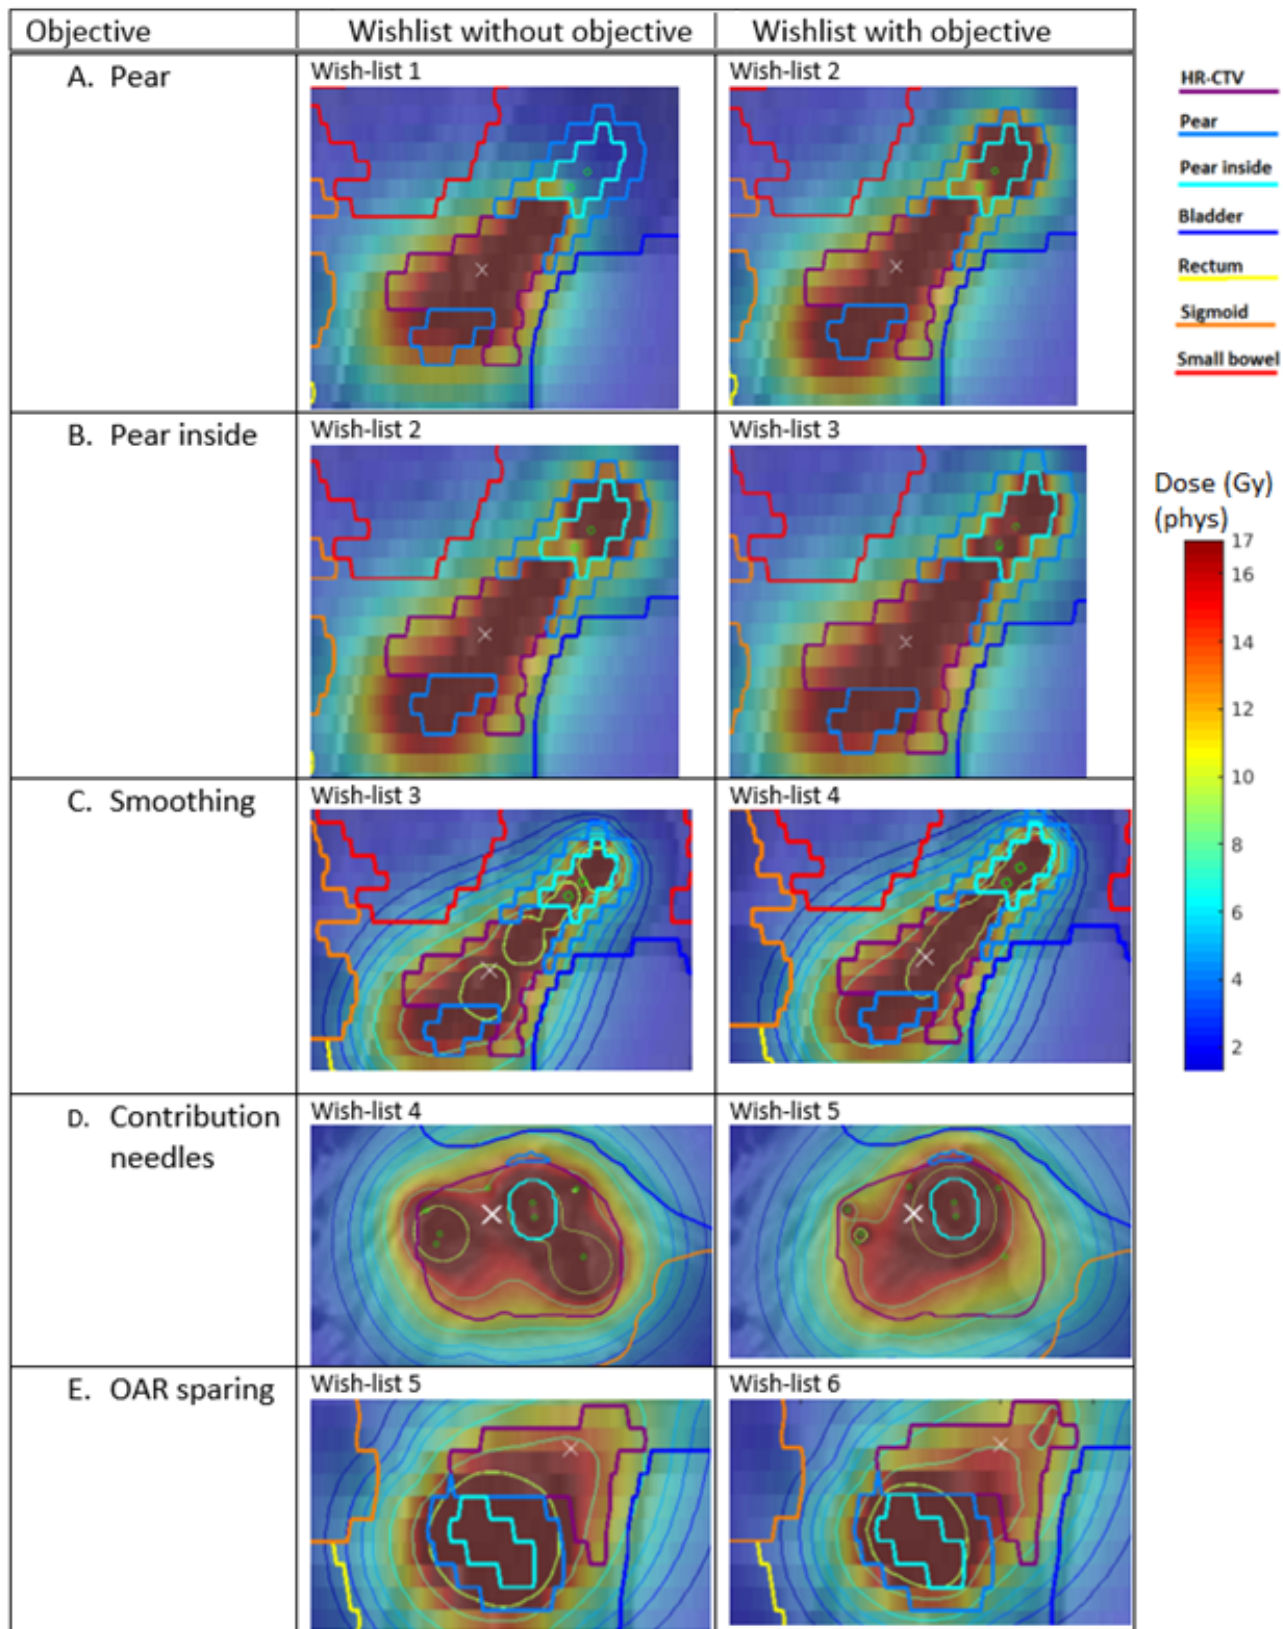 Objective Wishlist without objective Wishlist with objective
A. Pear
Wish-list 1
Wish-list 2
B. Pear inside
Wish-list 2
Wish-list 3
C. Smoothing
Wish-list 3
Wish-list 4
D. Contribution
needles
Wish-list 4
Wish-list 5
E. OAR sparing
Wish-list 5
Wish-list 6
HR-CTV
Pear
Pear inside
Bladder
Rectum
Sigmoid
Small bowel
Dose (Gy)
(phys)
17
16
14
12
10
8
6
4
2